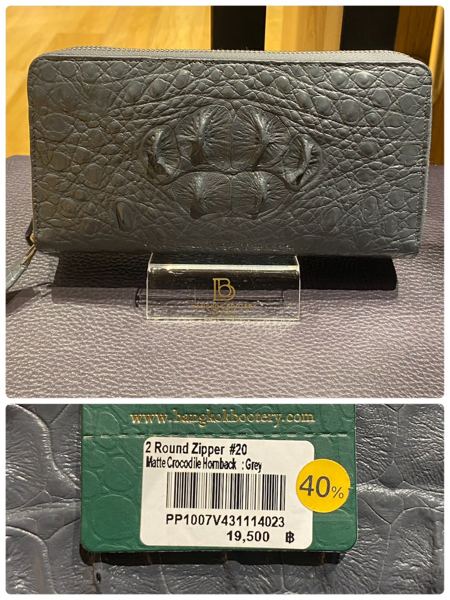 B
www.bangkokbootery.com
2 Round Zipper #20
Matte Crocodile Hornback : Grey
40%
PP1007V431114023
19,500 ฿